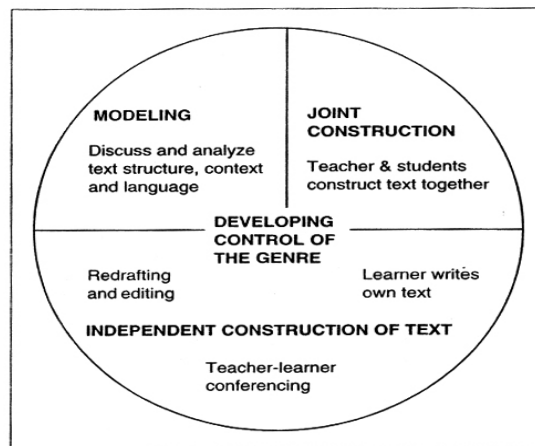 MODELING
Discuss and analyze
text structure, context
and language
JOINT
CONSTRUCTION
Teacher & students
construct text together
DEVELOPING
CONTROL OF
THE GENRE
Redrafting
and editing
Learner writes
own text
INDEPENDENT CONSTRUCTION OF TEXT
Teacher-learner
conferencing